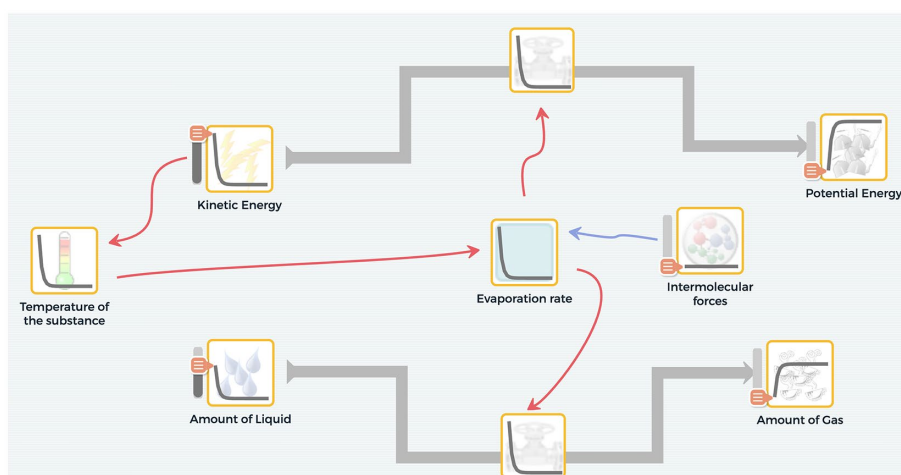 Kinetic Energy
Potential Energy
Temperature of
the substance
Evaporation rate
Intermolecular
forces
Amount of Liquid
Amount of Gas